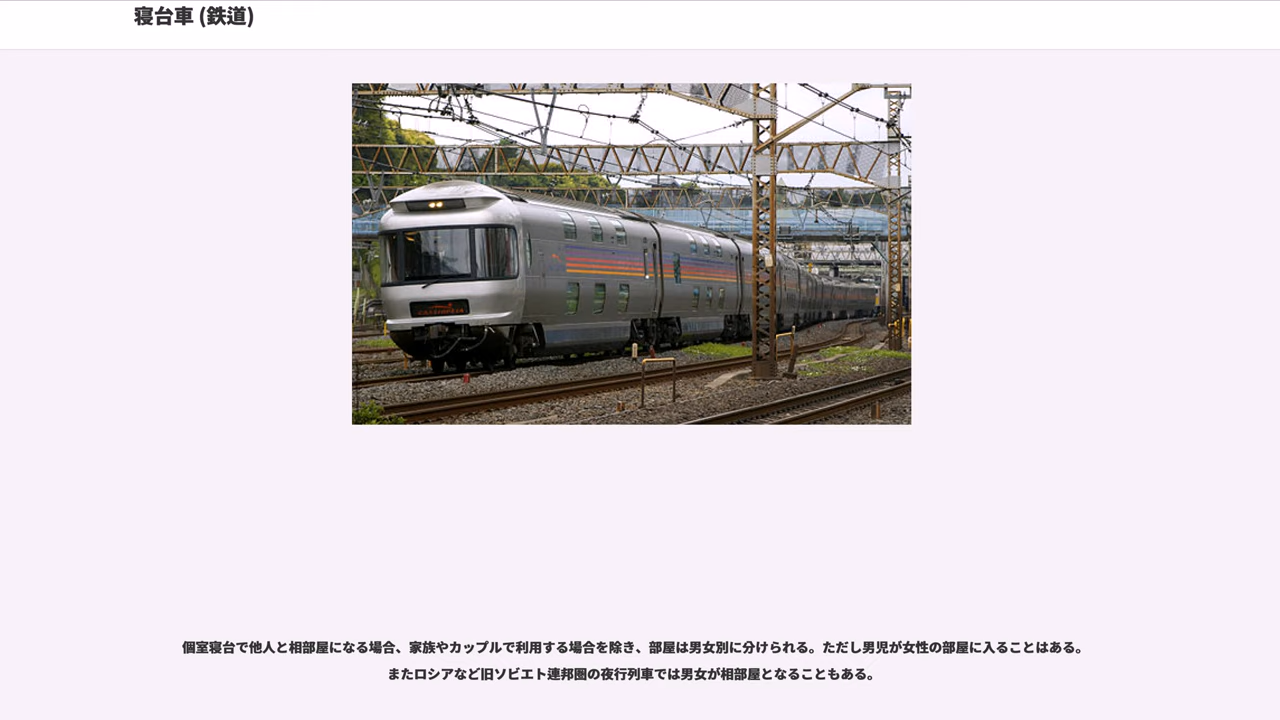 寝台車 (鉄道)
個室寝台で他人と相部屋になる場合、家族やカップルで利用する場合を除き、部屋は男女別に分けられる。ただし男児が女性の部屋に入ることはある。
またロシアなど旧ソビエト連邦圏の夜行列車では男女が相部屋となることもある。